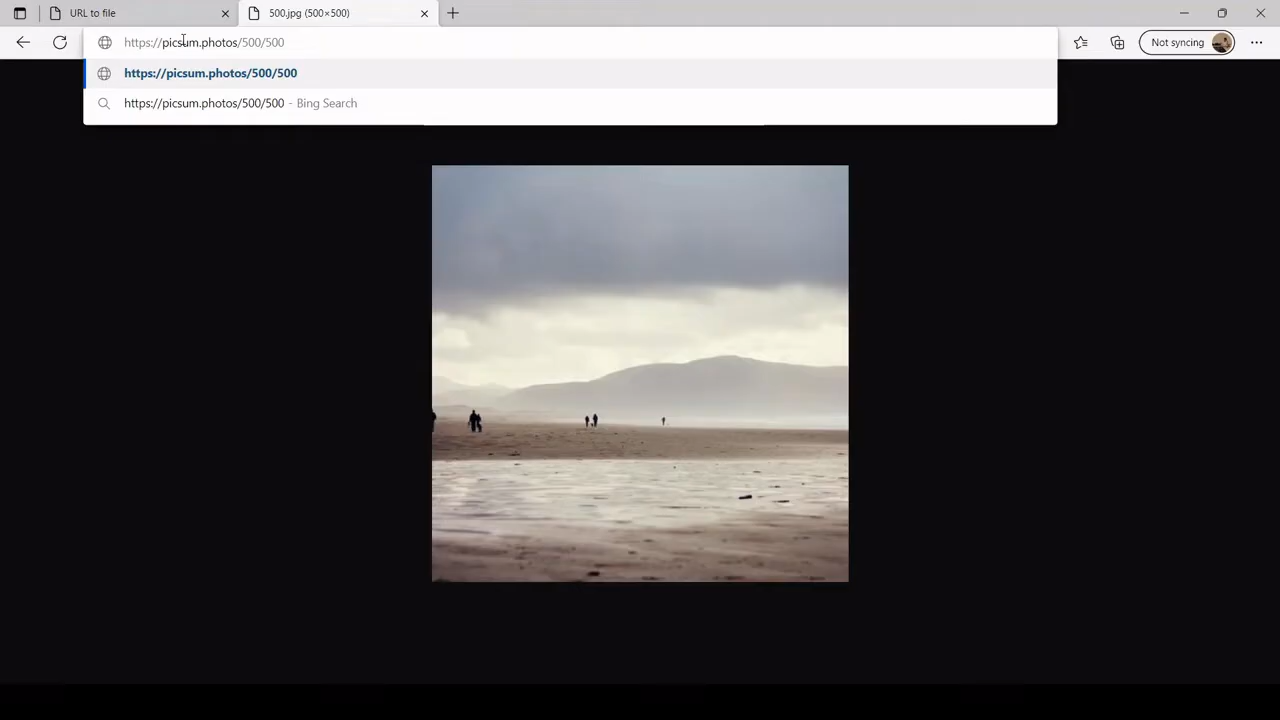 URL to file
500.jpg (500×500)
https://picsum.photos/500/500
Not syncing
https://picsum.photos/500/500
https://picsum.photos/500/500 - Bing Search